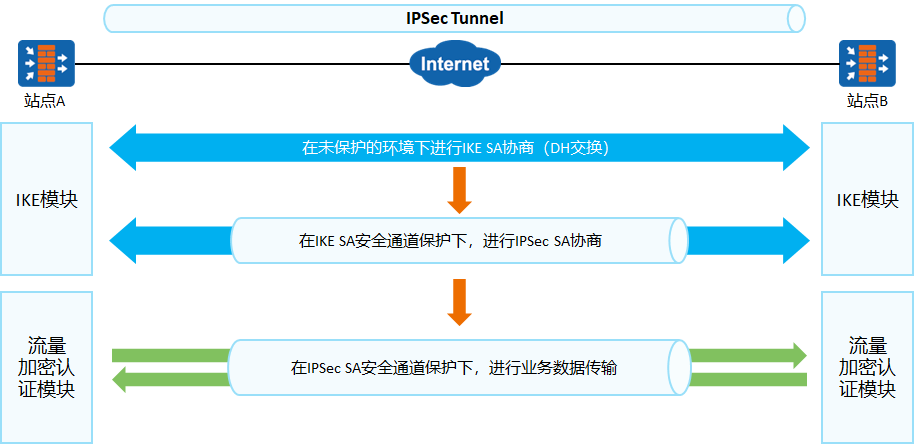 IPSec Tunnel
Internet
站点A
站点B
在未保护的环境下进行IKE SA协商（DH交换）
IKE模块
IKE模块
在IKE SA安全通道保护下，进行IPSec SA协商
流量
加密认
证模块
在IPSec SA安全通道保护下，进行业务数据传输
流量
加密认
证模块